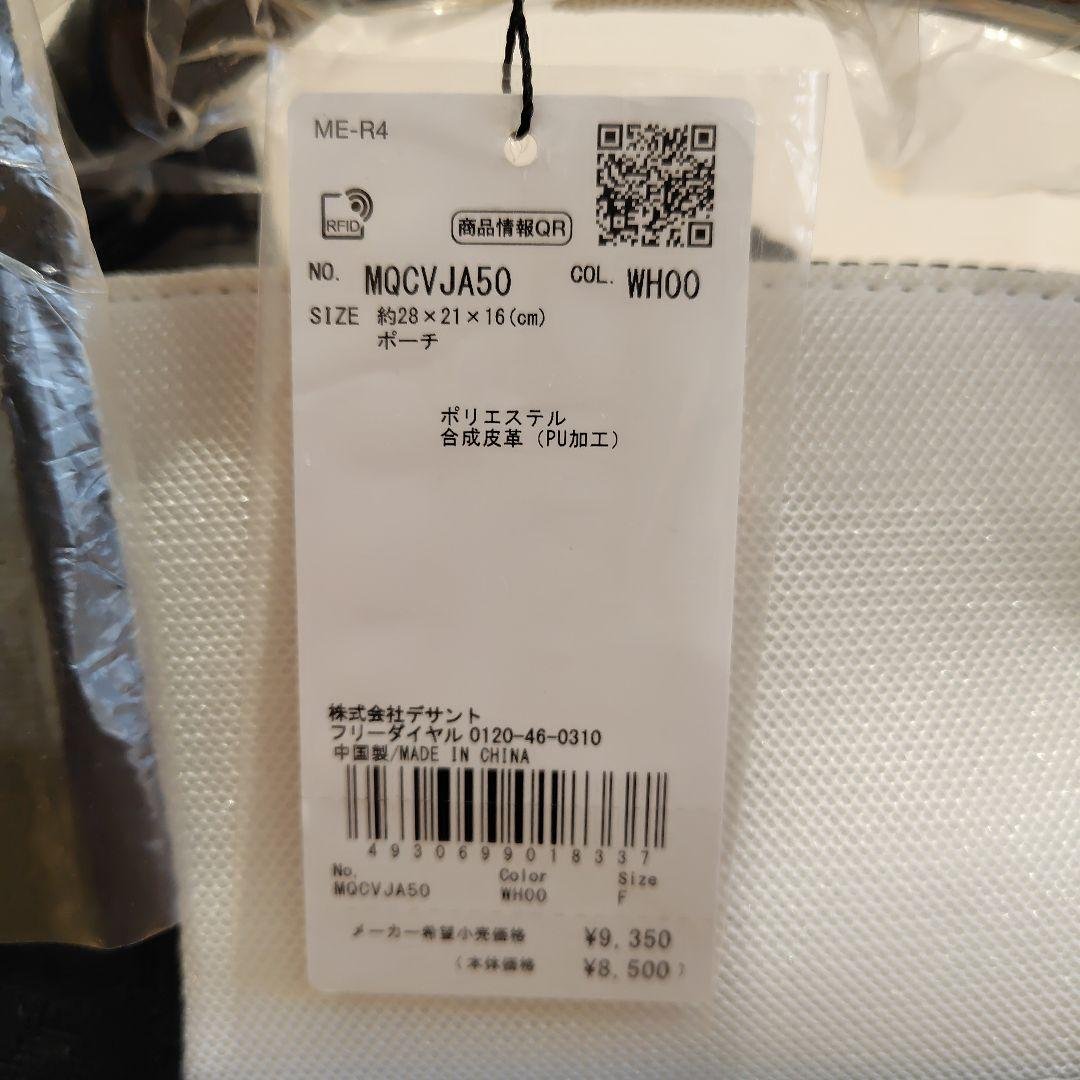 ME-R4
RFID
商品情報QR
NO. MQCVJA50 COL. WH00
SIZE 約28×21×16(cm)
ポーチ
ポリエステル
合成皮革 (PU加工)
株式会社デサント
フリーダイヤル 0120-46-0310
中国製/MADE IN CHINA
4930699018337
No. Color Size
MQCVJA50 WH00 F
メーカー希望小売価格 ¥9,350
(本体価格 ¥8,500)